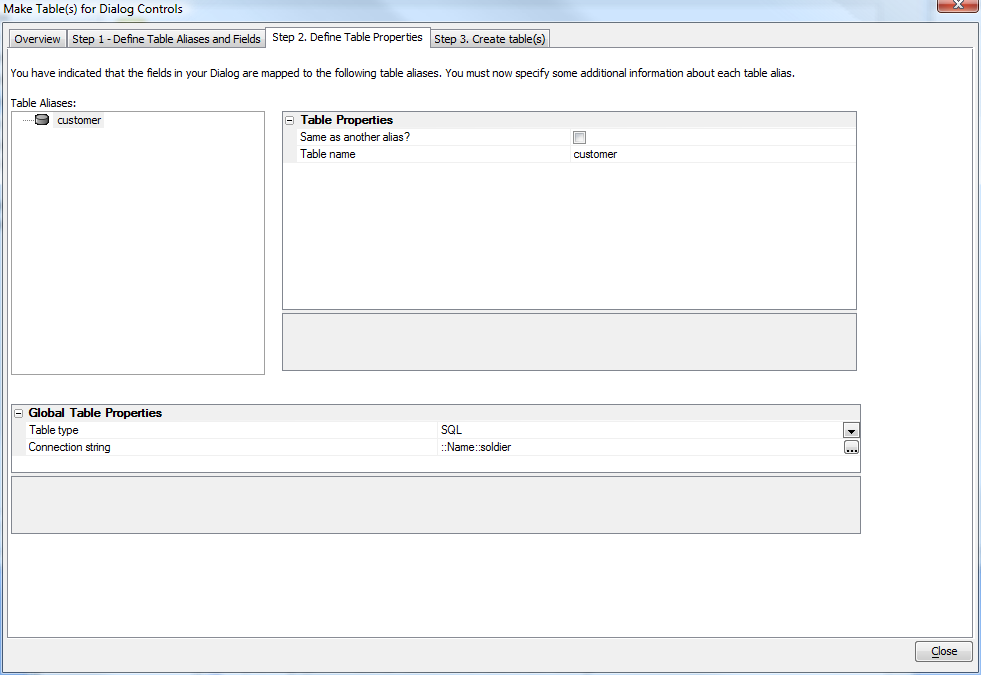 Make Table(s) for Dialog Controls
Overview
Step 1 - Define Table Aliases and Fields
Step 2. Define Table Properties
Step 3. Create table(s)
You have indicated that the fields in your Dialog are mapped to the following table aliases. You must now specify some additional information about each table alias.
Table Aliases:
customer
Table Properties
Same as another alias?
Table name customer
Global Table Properties
Table type SQL
Connection string ::Name::soldier
...
Close